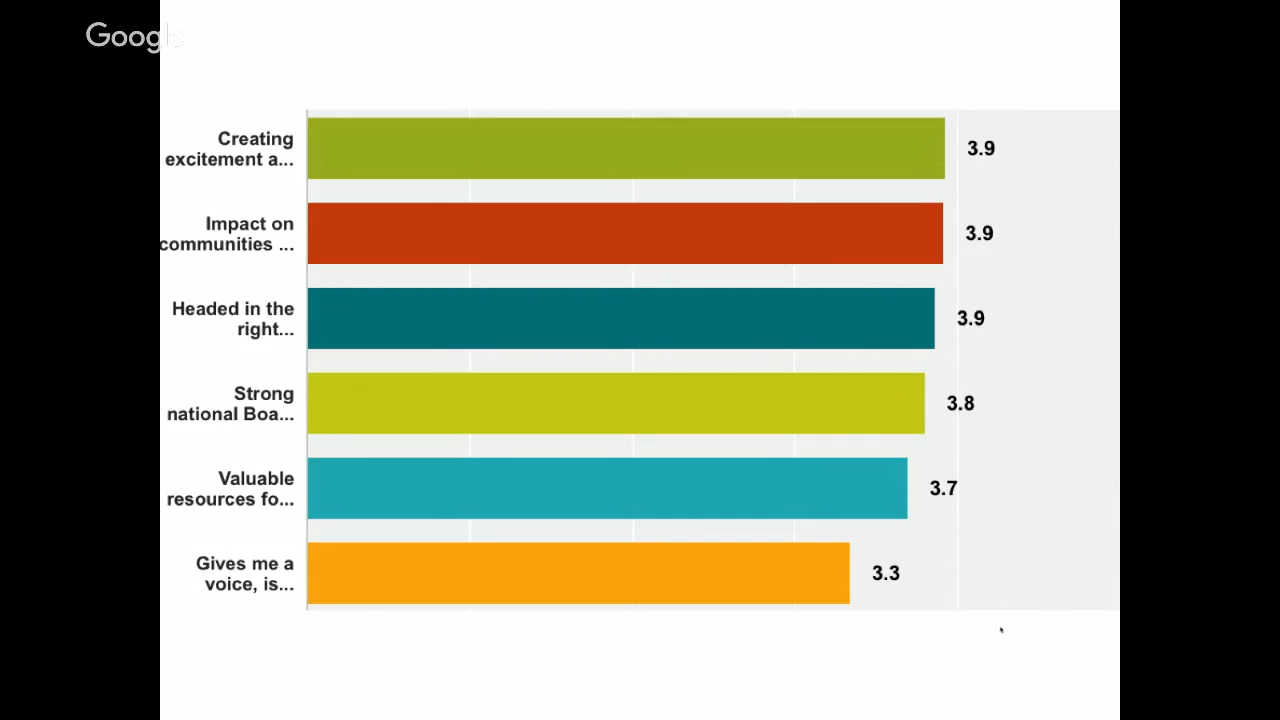 Google
Creating
excitement a...
3.9
Impact on
communities ...
3.9
Headed in the
right...
3.9
Strong
national Boa...
3.8
Valuable
resources fo...
3.7
Gives me a
voice, is...
3.3